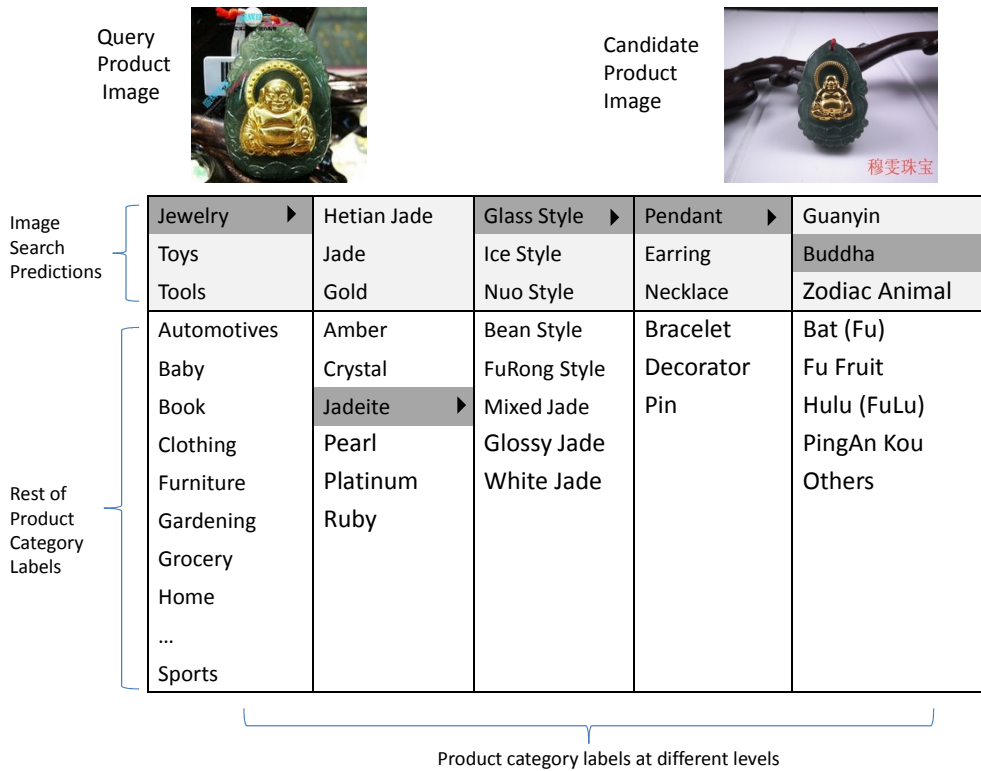 Query
Product
Image
Candidate
Product
Image
穆雯珠宝
Image
Search
Predictions
Jewelry
Hetian Jade
Glass Style
Pendant
Guanyin
Toys
Jade
Ice Style
Earring
Buddha
Tools
Gold
Nuo Style
Necklace
Zodiac Animal
Rest of
Product
Category
Labels
Automotives
Amber
Bean Style
Bracelet
Bat (Fu)
Baby
Crystal
FuRong Style
Decorator
Fu Fruit
Book
Jadeite
Mixed Jade
Pin
Hulu (FuLu)
Clothing
Pearl
Glossy Jade
PingAn Kou
Furniture
Platinum
White Jade
Others
Gardening
Ruby
Grocery
Home
...
Sports
Product category labels at different levels